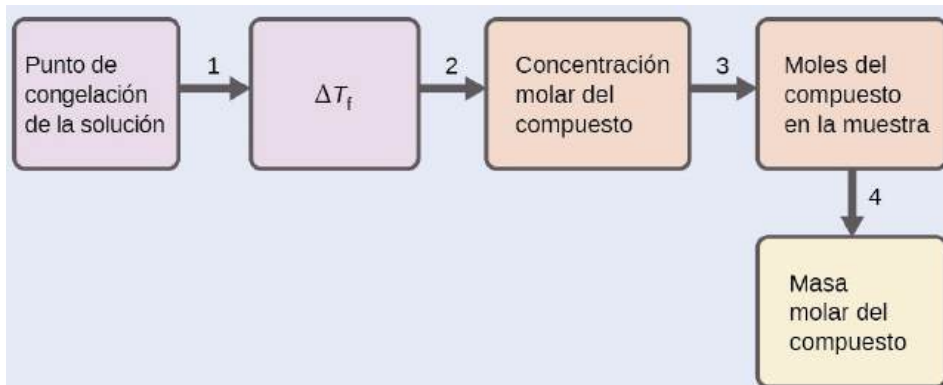 Punto de
congelación
de la solución
1
ΔTf
2
Concentración
molar del
compuesto
3
Moles del
compuesto
en la muestra
4
Masa
molar del
compuesto